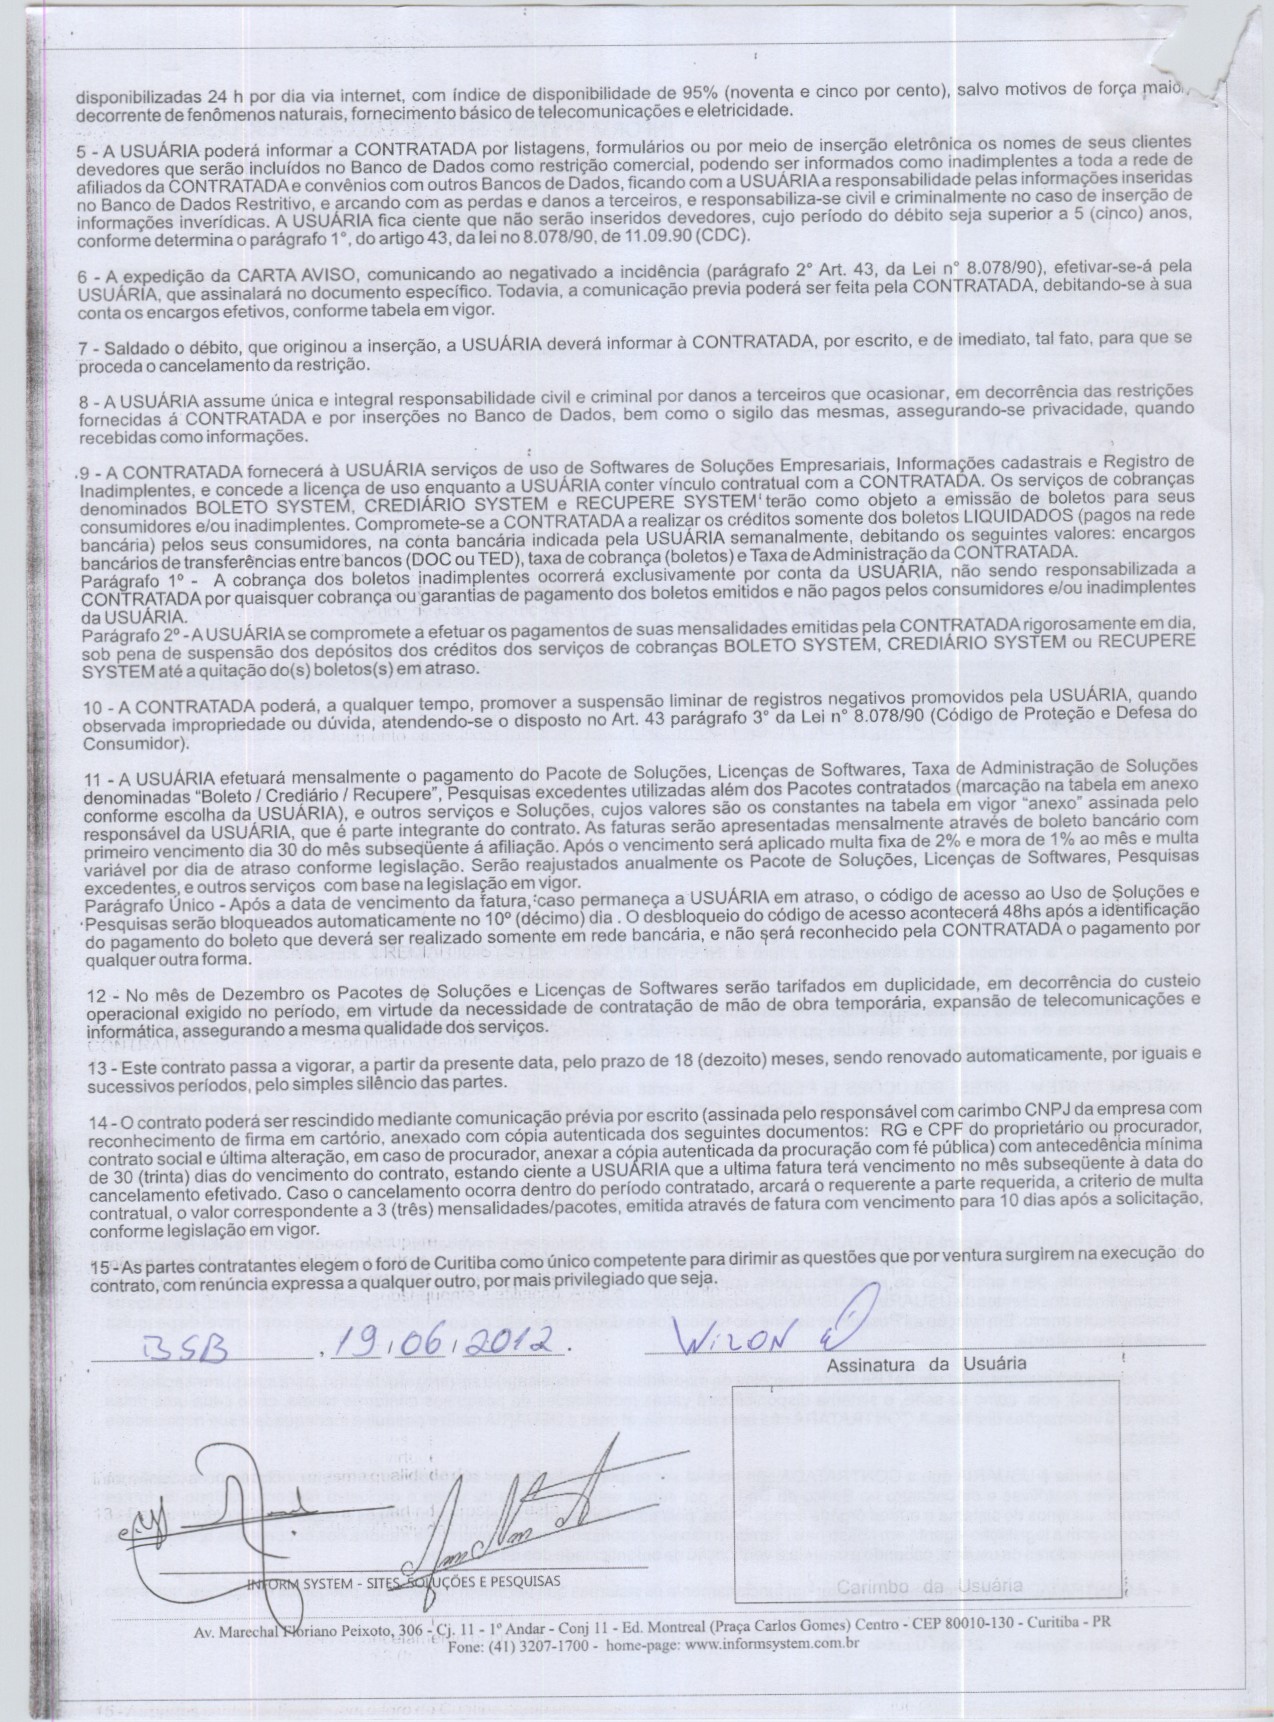 disponibilizadas 24 h por dia via internet, com índice de disponibilidade de 95% (noventa e cinco por cento), salvo motivos de força maior,
decorrente de fenômenos naturais, fornecimento básico de telecomunicações e eletricidade.
5 - A USUÁRIA poderá informar a CONTRATADA por listagens, formulários ou por meio de inserção eletrônica os nomes de seus clientes
devedores que serão incluídos no Banco de Dados como restrição comercial, podendo ser informados como inadimplentes a toda a rede de
afiliados da CONTRATADA e convênios com outros Bancos de Dados, ficando com a USUÁRIA a responsabilidade pelas informações inseridas
no Banco de Dados Restritivo, e arcando com as perdas e danos a terceiros, e responsabiliza-se civil e criminalmente no caso de inserção de
informações inverídicas. A USUÁRIA fica ciente que não serão inseridos devedores, cujo período do débito seja superior a 5 (cinco) anos,
conforme determina o parágrafo 1°, do artigo 43, da lei no 8.078/90, de 11.09.90 (CDC).
6 - A expedição da CARTA AVISO, comunicando ao negativado a incidência (parágrafo 2° Art. 43, da Lei n° 8.078/90), efetivar-se-á pela
USUÁRIA, que assinalará no documento específico. Todavia, a comunicação previa poderá ser feita pela CONTRATADA, debitando-se à sua
conta os encargos efetivos, conforme tabela em vigor.
7 - Saldado o débito, que originou a inserção, a USUÁRIA deverá informar à CONTRATADA, por escrito, e de imediato, tal fato, para que se
proceda o cancelamento da restrição.
8 - A USUÁRIA assume única e integral responsabilidade civil e criminal por danos a terceiros que ocasionar, em decorrência das restrições
fornecidas á CONTRATADA e por inserções no Banco de Dados, bem como o sigilo das mesmas, assegurando-se privacidade, quando
recebidas como informações.
9 - A CONTRATADA fornecerá à USUÁRIA serviços de uso de Softwares de Soluções Empresariais, Informações cadastrais e Registro de
Inadimplentes, e concede a licença de uso enquanto a USUÁRIA conter vínculo contratual com a CONTRATADA. Os serviços de cobranças
denominados BOLETO SYSTEM, CREDIÁRIO SYSTEM e RECUPERE SYSTEM terão como objeto a emissão de boletos para seus
consumidores e/ou inadimplentes. Compromete-se a CONTRATADA a realizar os créditos somente dos boletos LIQUIDADOS (pagos na rede
bancária) pelos seus consumidores, na conta bancária indicada pela USUÁRIA semanalmente, debitando os seguintes valores: encargos
bancários de transferências entre bancos (DOC ou TED), taxa de cobrança (boletos) e Taxa de Administração da CONTRATADA.
Parágrafo 1º - A cobrança dos boletos inadimplentes ocorrerá exclusivamente por conta da USUÁRIA, não sendo responsabilizada a
CONTRATADA por quaisquer cobrança ou garantias de pagamento dos boletos emitidos e não pagos pelos consumidores e/ou inadimplentes
da USUÁRIA.
Parágrafo 2º - A USUÁRIA se compromete a efetuar os pagamentos de suas mensalidades emitidas pela CONTRATADA rigorosamente em dia,
sob pena de suspensão dos depósitos dos créditos dos serviços de cobranças BOLETO SYSTEM, CREDIÁRIO SYSTEM ou RECUPERE
SYSTEM até a quitação do(s) boletos(s) em atraso.
10 - A CONTRATADA poderá, a qualquer tempo, promover a suspensão liminar de registros negativos promovidos pela USUÁRIA, quando
observada impropriedade ou dúvida, atendendo-se o disposto no Art. 43 parágrafo 3° da Lei n° 8.078/90 (Código de Proteção e Defesa do
Consumidor).
11 - A USUÁRIA efetuará mensalmente o pagamento do Pacote de Soluções, Licenças de Softwares, Taxa de Administração de Soluções
denominadas “Boleto / Crediário / Recupere”, Pesquisas excedentes utilizadas além dos Pacotes contratados (marcação na tabela em anexo
conforme escolha da USUÁRIA), e outros serviços e Soluções, cujos valores são os constantes na tabela em vigor “anexo” assinada pelo
responsável da USUÁRIA, que é parte integrante do contrato. As faturas serão apresentadas mensalmente através de boleto bancário com
primeiro vencimento dia 30 do mês subseqüente á afiliação. Após o vencimento será aplicado multa fixa de 2% e mora de 1% ao mês e multa
variável por dia de atraso conforme legislação. Serão reajustados anualmente os Pacote de Soluções, Licenças de Softwares, Pesquisas
excedentes, e outros serviços com base na legislação em vigor.
Parágrafo Único - Após a data de vencimento da fatura, caso permaneça a USUÁRIA em atraso, o código de acesso ao Uso de Soluções e
Pesquisas serão bloqueados automaticamente no 10º (décimo) dia . O desbloqueio do código de acesso acontecerá 48hs após a identificação
do pagamento do boleto que deverá ser realizado somente em rede bancária, e não será reconhecido pela CONTRATADA o pagamento por
qualquer outra forma.
12 - No mês de Dezembro os Pacotes de Soluções e Licenças de Softwares serão tarifados em duplicidade, em decorrência do custeio
operacional exigido no período, em virtude da necessidade de contratação de mão de obra temporária, expansão de telecomunicações e
informática, assegurando a mesma qualidade dos serviços.
13 - Este contrato passa a vigorar, a partir da presente data, pelo prazo de 18 (dezoito) meses, sendo renovado automaticamente, por iguais e
sucessivos períodos, pelo simples silêncio das partes.
14 - O contrato poderá ser rescindido mediante comunicação prévia por escrito (assinada pelo responsável com carimbo CNPJ da empresa com
reconhecimento de firma em cartório, anexado com cópia autenticada dos seguintes documentos: RG e CPF do proprietário ou procurador,
contrato social e última alteração, em caso de procurador, anexar a cópia autenticada da procuração com fé pública) com antecedência mínima
de 30 (trinta) dias do vencimento do contrato, estando ciente a USUÁRIA que a ultima fatura terá vencimento no mês subseqüente à data do
cancelamento efetivado. Caso o cancelamento ocorra dentro do período contratado, arcará o requerente a parte requerida, a criterio de multa
contratual, o valor correspondente a 3 (três) mensalidades/pacotes, emitida através de fatura com vencimento para 10 dias após a solicitação,
conforme legislação em vigor.
15 - As partes contratantes elegem o foro de Curitiba como único competente para dirimir as questões que por ventura surgirem na execução do
contrato, com renúncia expressa a qualquer outro, por mais privilegiado que seja.
BSB , 19 , 06 , 2012 . WILON
Assinatura da Usuária
INFORM SYSTEM - SITES SOLUÇÕES E PESQUISAS
Carimbo da Usuária
Av. Marechal Floriano Peixoto, 306 - Cj. 11 - 1º Andar - Conj 11 - Ed. Montreal (Praça Carlos Gomes) Centro - CEP 80010-130 - Curitiba - PR
Fone: (41) 3207-1700 - home-page: www.informsystem.com.br